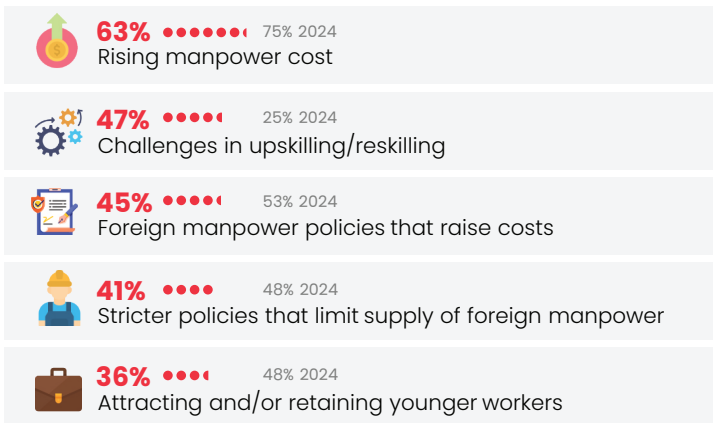 63% 75% 2024
Rising manpower cost
47% 25% 2024
Challenges in upskilling/reskilling
45% 53% 2024
Foreign manpower policies that raise costs
41% 48% 2024
Stricter policies that limit supply of foreign manpower
36% 48% 2024
Attracting and/or retaining younger workers